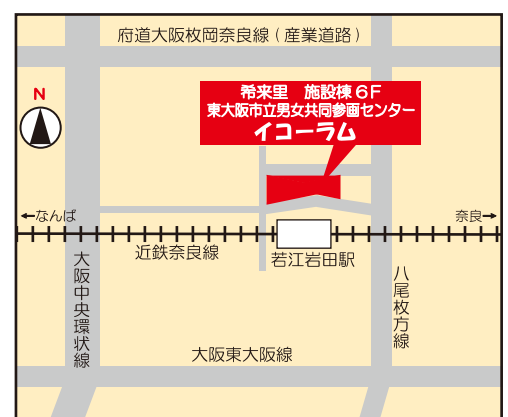 府道大阪枚岡奈良線（産業道路）
N
希来里　施設棟６F
東大阪市立男女共同参画センター
イコーラム
←なんば
奈良→
近鉄奈良線
若江岩田駅
大阪中央環状線
八尾枚方線
大阪東大阪線